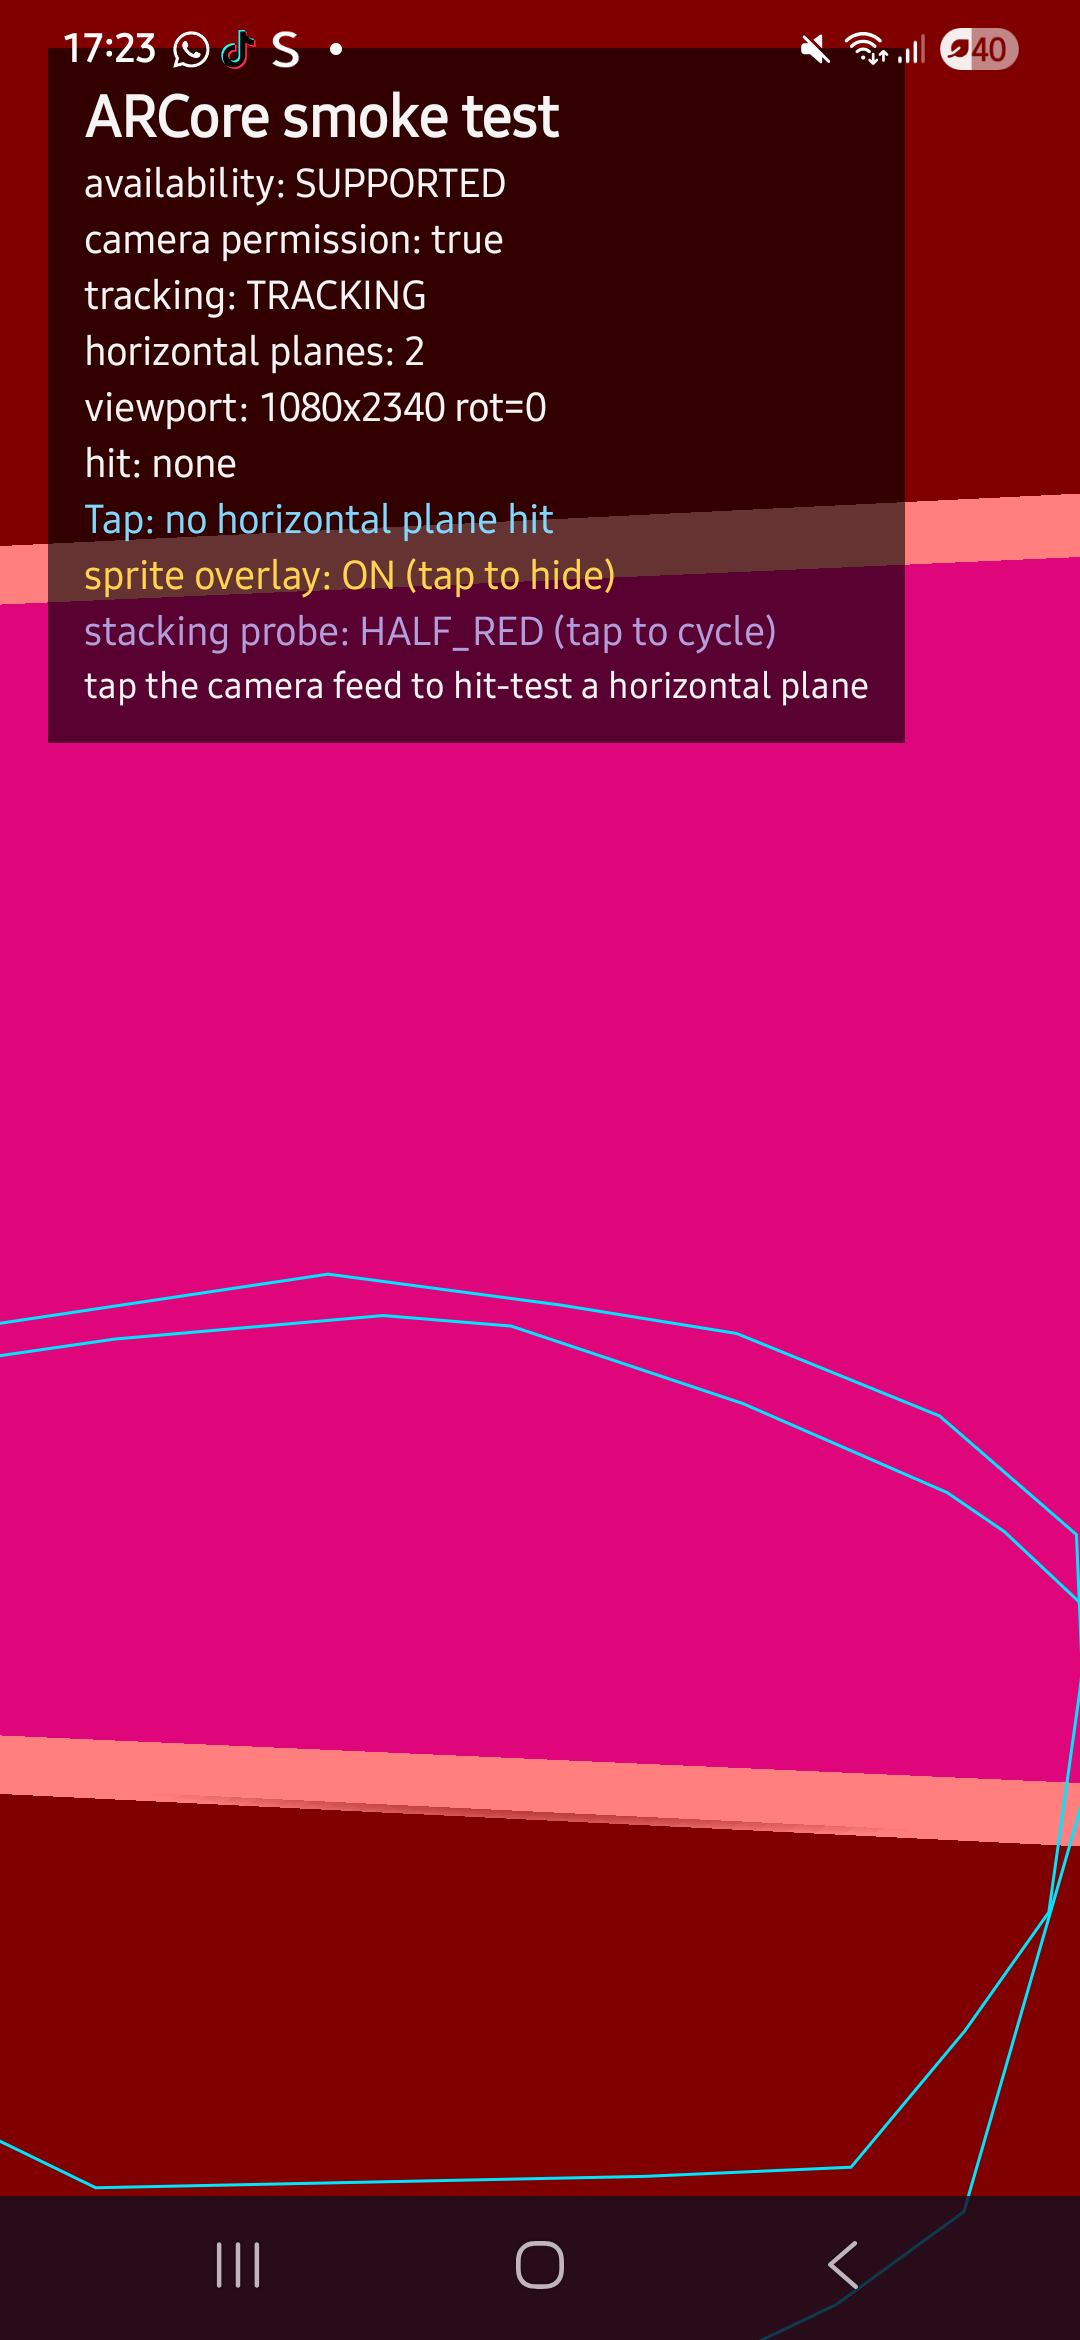 17:23 S 40
ARCore smoke test
availability: SUPPORTED
camera permission: true
tracking: TRACKING
horizontal planes: 2
viewport: 1080x2340 rot=0
hit: none
Tap: no horizontal plane hit
sprite overlay: ON (tap to hide)
stacking probe: HALF_RED (tap to cycle)
tap the camera feed to hit-test a horizontal plane